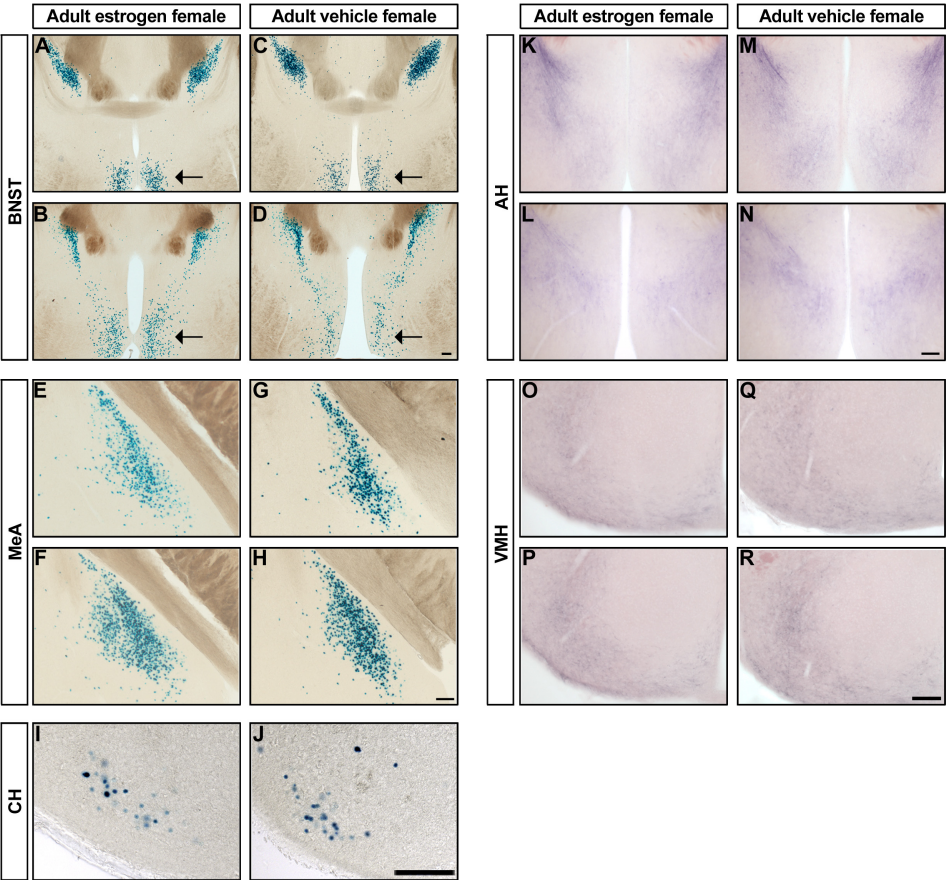 Adult estrogen female
Adult vehicle female
BNST
A
C
B
D
MeA
E
G
F
H
CH
I
J
Adult estrogen female
Adult vehicle female
AH
K
M
L
N
VMH
O
Q
P
R